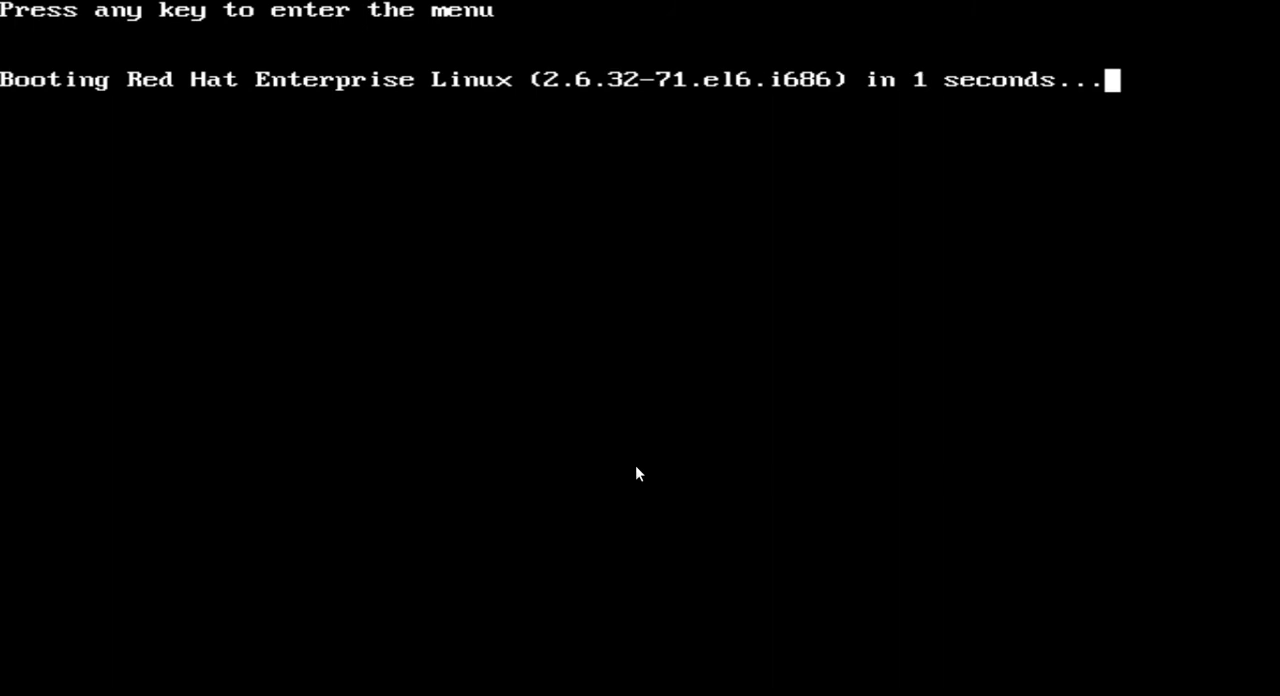 Press any key to enter the menu
Booting Red Hat Enterprise Linux (2.6.32-71.el6.i686) in 1 seconds...